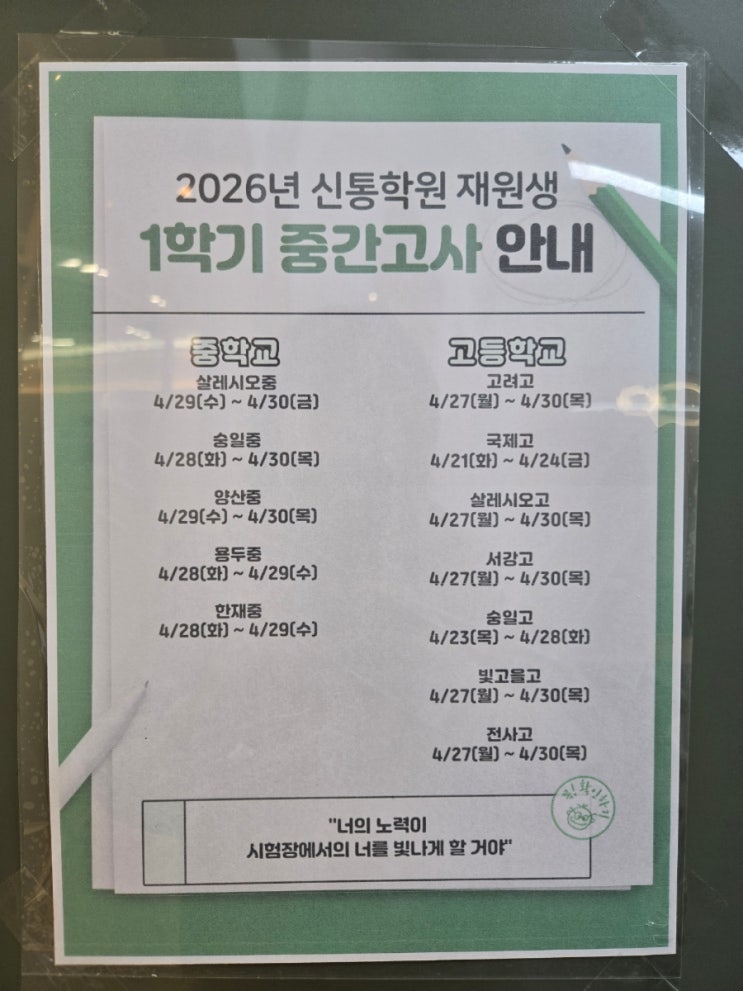 2026년 신통학원 재원생
1학기 중간고사 안내
중학교
살레시오중
4/29(수) ~ 4/30(금)
숭일중
4/28(화) ~ 4/30(목)
양산중
4/29(수) ~ 4/30(목)
용두중
4/28(화) ~ 4/29(수)
한재중
4/28(화) ~ 4/29(수)
고등학교
고려고
4/27(월) ~ 4/30(목)
국제고
4/21(화) ~ 4/24(금)
살레시오고
4/27(월) ~ 4/30(목)
서강고
4/27(월) ~ 4/30(목)
숭일고
4/23(목) ~ 4/28(화)
빛고을고
4/27(월) ~ 4/30(목)
전사고
4/27(월) ~ 4/30(목)
"너의 노력이
시험장에서의 너를 빛나게 할 거야"
꼭! 확인하기